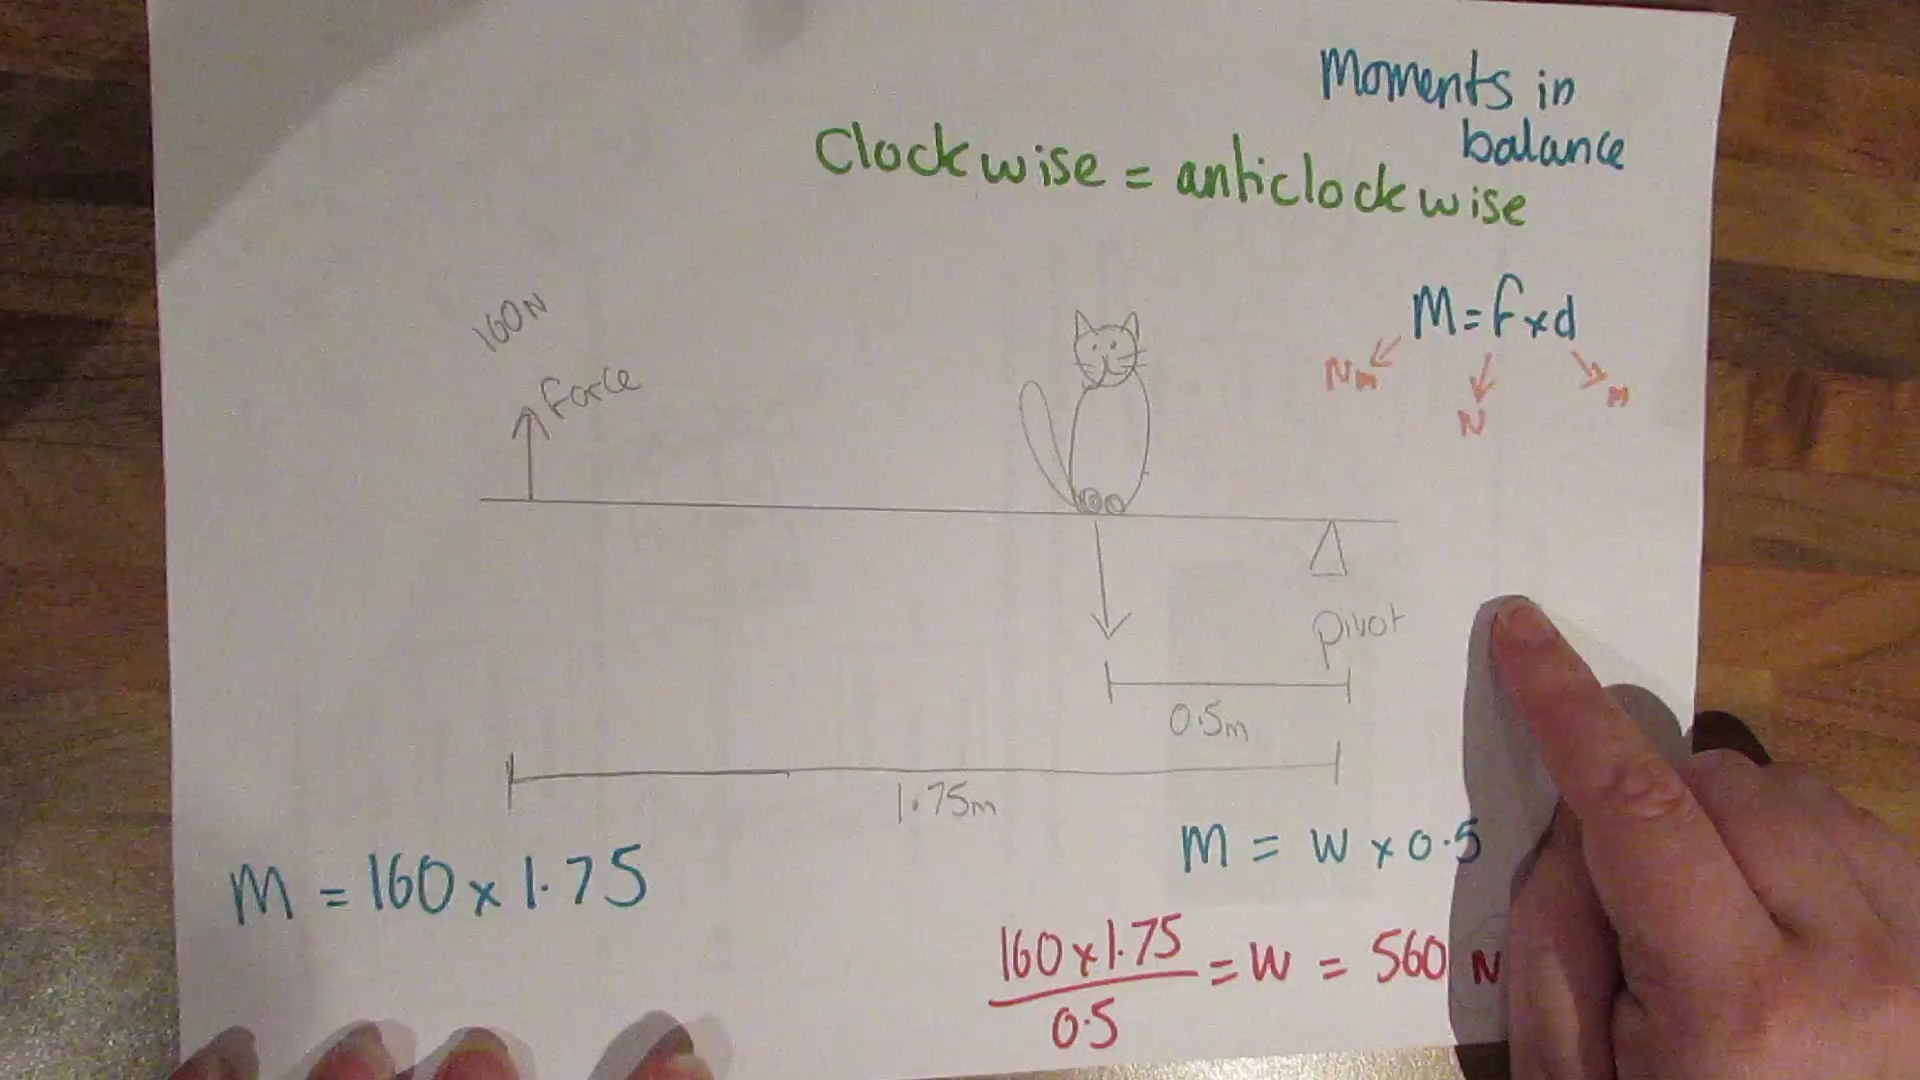 Moments in
balance
Clockwise = anticlockwise
M=Fxd
Nm
N
m
160N
Force
pivot
0.5m
1.75m
M = W x 0.5
M = 160 x 1.75
160 x 1.75
0.5
= W = 560 N